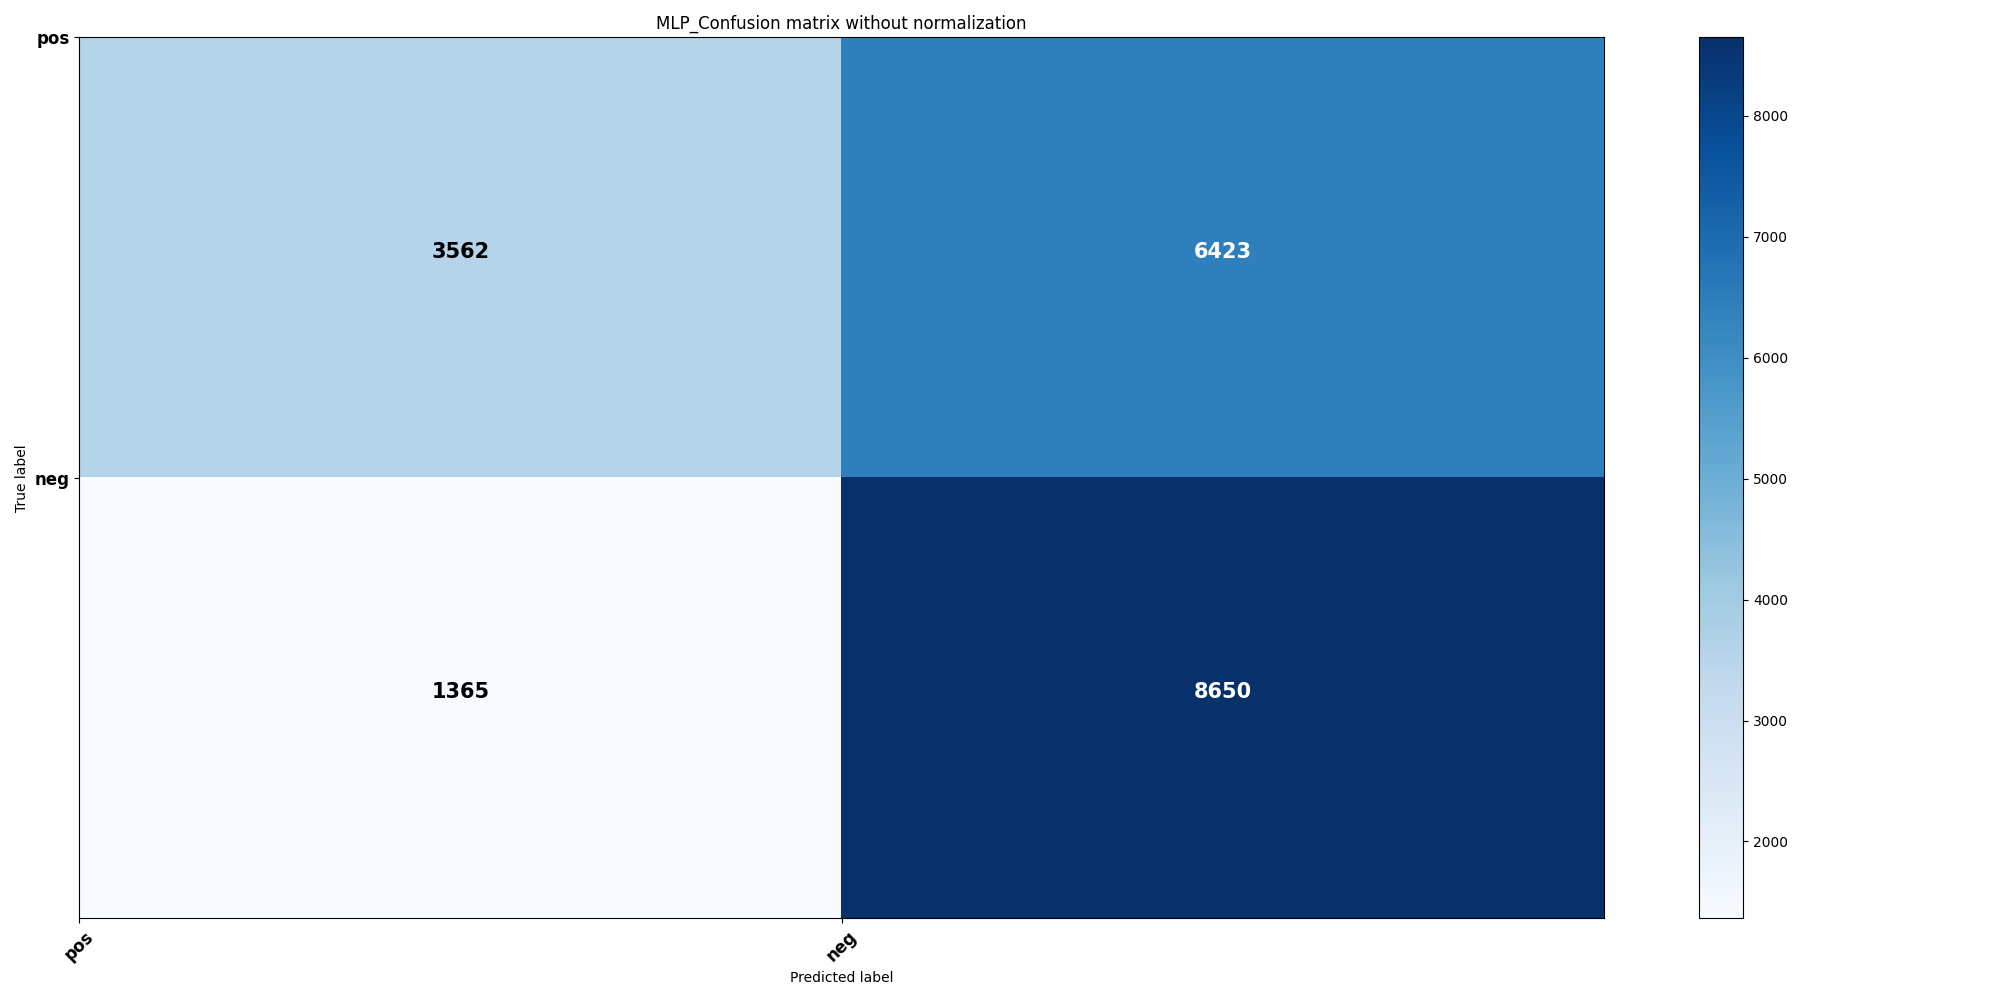 MLP_Confusion matrix without normalization
pos
3562
6423
neg
1365
8650
True label
pos
neg
Predicted label
8000
7000
6000
5000
4000
3000
2000